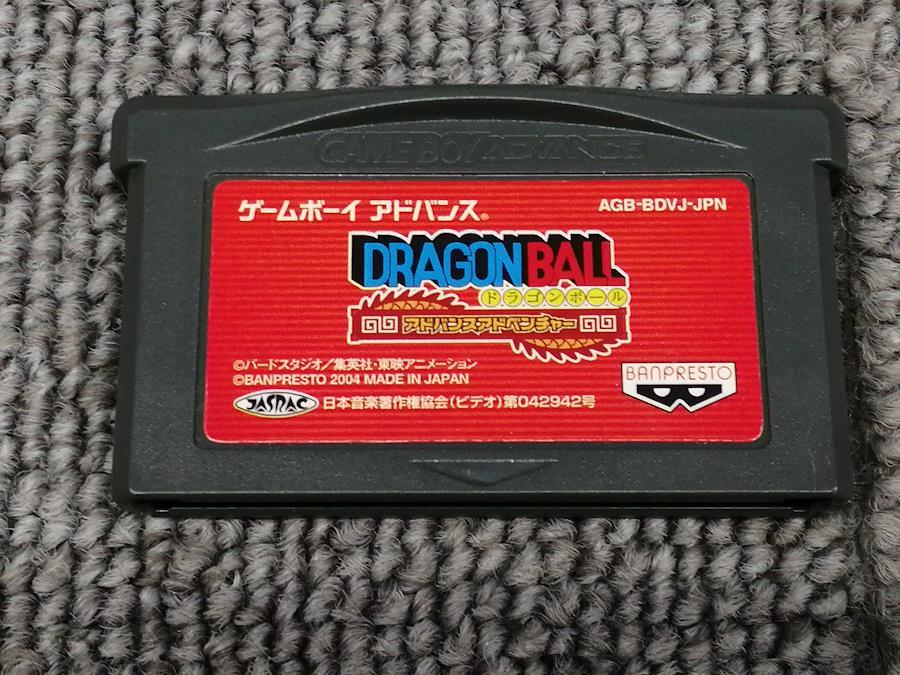 GAME BOY ADVANCE
ゲームボーイ アドバンス®
AGB-BDVJ-JPN
DRAGON BALL
ドラゴンボール
アドバンスアドベンチャー
©バードスタジオ/集英社・東映アニメーション
©BANPRESTO 2004 MADE IN JAPAN
BANPRESTO
JASRAC 日本音楽著作権協会(ビデオ)第042942号